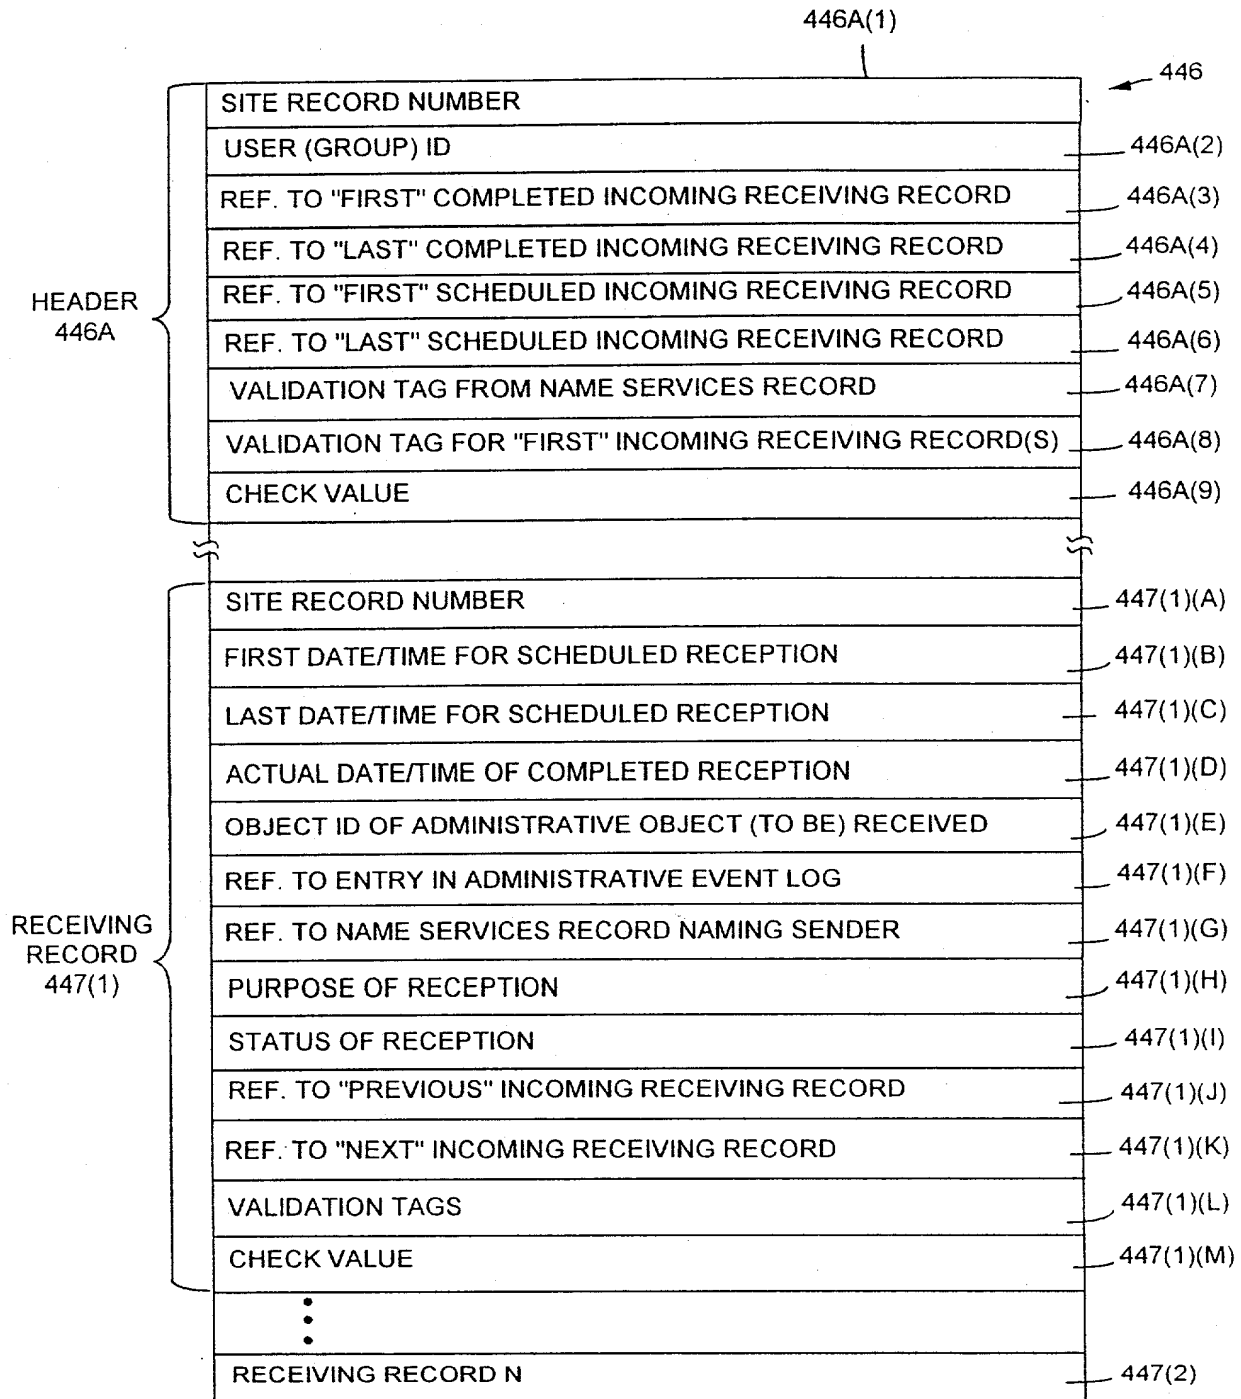 446A(1)
446
SITE RECORD NUMBER
USER (GROUP) ID 446A(2)
REF. TO "FIRST" COMPLETED INCOMING RECEIVING RECORD 446A(3)
REF. TO "LAST" COMPLETED INCOMING RECEIVING RECORD 446A(4)
REF. TO "FIRST" SCHEDULED INCOMING RECEIVING RECORD 446A(5)
HEADER
446A
REF. TO "LAST" SCHEDULED INCOMING RECEIVING RECORD 446A(6)
VALIDATION TAG FROM NAME SERVICES RECORD 446A(7)
VALIDATION TAG FOR "FIRST" INCOMING RECEIVING RECORD(S) 446A(8)
CHECK VALUE 446A(9)
SITE RECORD NUMBER 447(1)(A)
FIRST DATE/TIME FOR SCHEDULED RECEPTION 447(1)(B)
LAST DATE/TIME FOR SCHEDULED RECEPTION 447(1)(C)
ACTUAL DATE/TIME OF COMPLETED RECEPTION 447(1)(D)
OBJECT ID OF ADMINISTRATIVE OBJECT (TO BE) RECEIVED 447(1)(E)
REF. TO ENTRY IN ADMINISTRATIVE EVENT LOG 447(1)(F)
RECEIVING
RECORD
447(1)
REF. TO NAME SERVICES RECORD NAMING SENDER 447(1)(G)
PURPOSE OF RECEPTION 447(1)(H)
STATUS OF RECEPTION 447(1)(I)
REF. TO "PREVIOUS" INCOMING RECEIVING RECORD 447(1)(J)
REF. TO "NEXT" INCOMING RECEIVING RECORD 447(1)(K)
VALIDATION TAGS 447(1)(L)
CHECK VALUE 447(1)(M)
RECEIVING RECORD N 447(2)